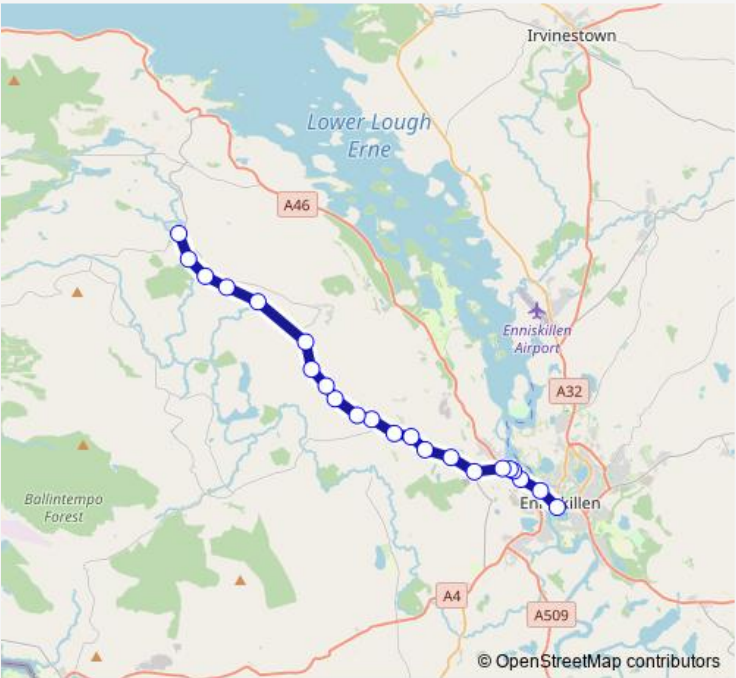 Irvinestown
Lower Lough
Erne
A46
Enniskillen
Airport
A32
Ballintempo
Forest
Enniskillen
A4
A509
© OpenStreetMap contributors